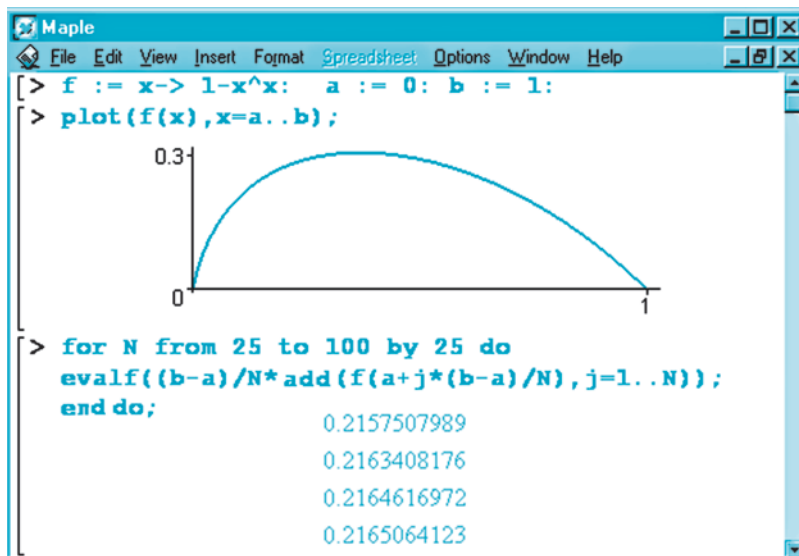 Maple
File Edit View Insert Format Spreadsheet Options Window Help
[> f := x-> 1-x^x: a := 0: b := 1:
[> plot(f(x),x=a..b);
0.3
0
1
[> for N from 25 to 100 by 25 do
evalf((b-a)/N*add(f(a+j*(b-a)/N),j=1..N));
end do;
0.2157507989
0.2163408176
0.2164616972
0.2165064123